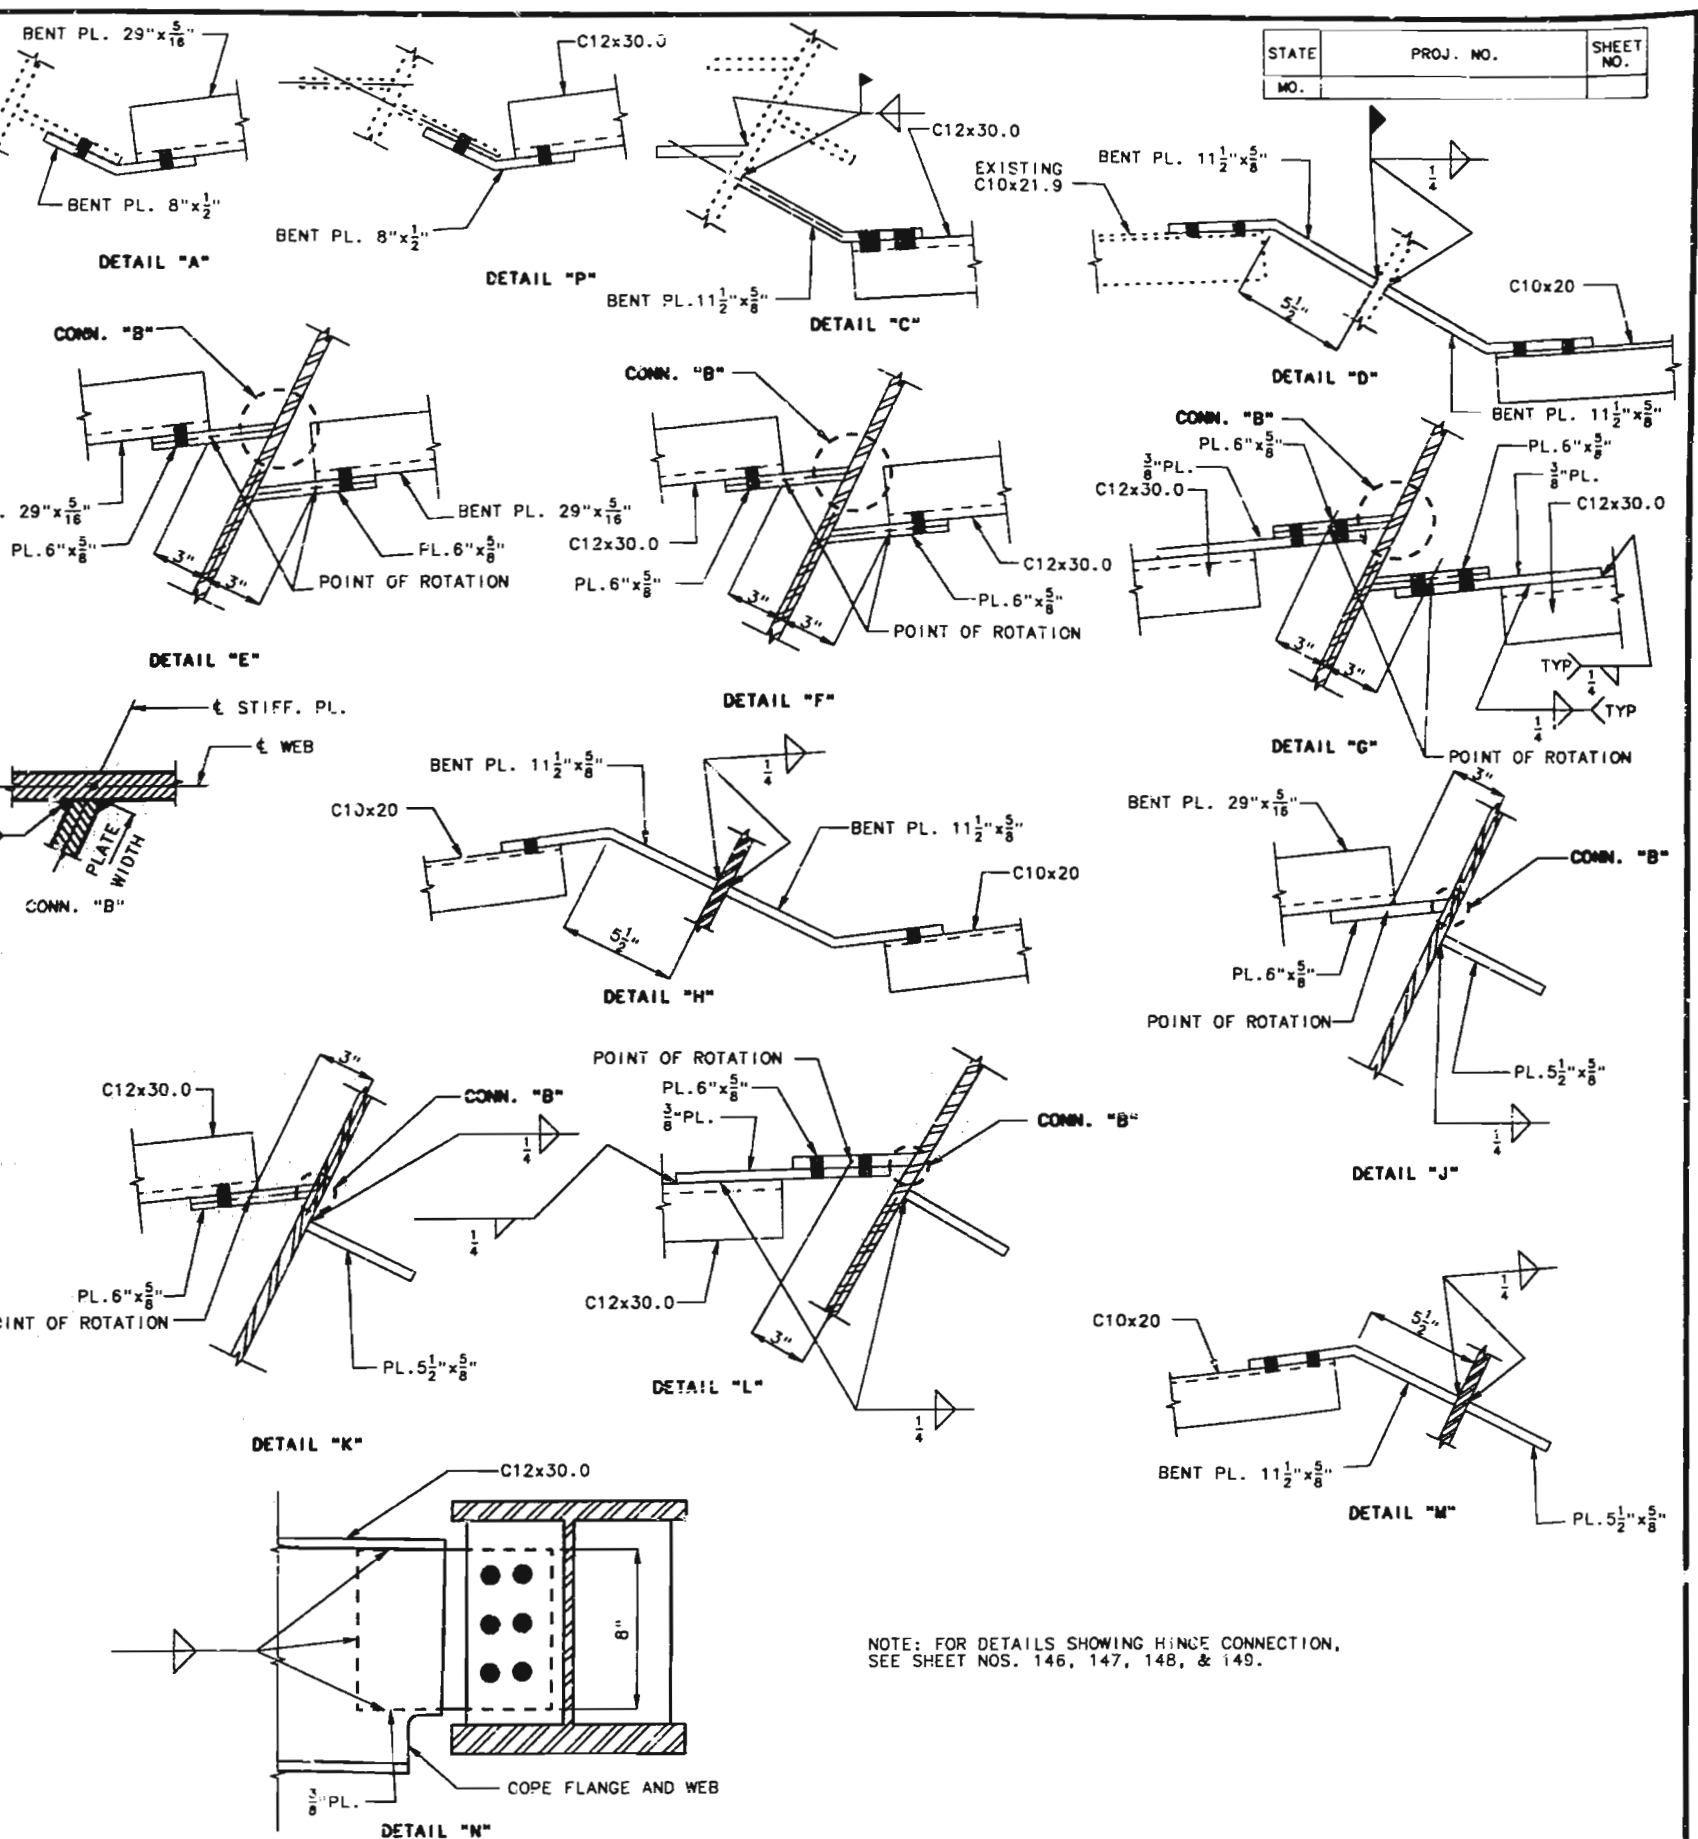 STATE PROJ. NO. SHEET NO.
MO.
BENT PL. 29"x5/16"
BENT PL. 8"x1/2"
DETAIL "A"
C12x30.0
BENT PL. 8"x1/2"
DETAIL "P"
C12x30.0
BENT PL.11 1/2"x5/8"
DETAIL "C"
EXISTING
C10x21.9
BENT PL. 11 1/2"x5/8"
1/4
5 1/2"
C10x20
BENT PL. 11 1/2"x5/8"
DETAIL "D"
CONN. "B"
29"x5/16"
PL.6"x5/8"
3"
3"
BENT PL. 29"x5/16"
PL.6"x5/8"
POINT OF ROTATION
DETAIL "E"
CONN. "B"
C12x30.0
PL.6"x5/8"
3"
3"
C12x30.0
PL.6"x5/8"
POINT OF ROTATION
DETAIL "F"
CONN. "B"
PL.6"x5/8"
3/8"PL.
C12x30.0
PL.6"x5/8"
3/8"PL.
C12x30.0
3"
3"
TYP 1/4
1/4 TYP
POINT OF ROTATION
DETAIL "G"
℄ STIFF. PL.
℄ WEB
PLATE
WIDTH
CONN. "B"
BENT PL. 11 1/2"x5/8"
1/4
C10x20
BENT PL. 11 1/2"x5/8"
C10x20
5 1/2"
DETAIL "H"
3"
BENT PL. 29"x5/16"
CONN. "B"
PL.6"x5/8"
POINT OF ROTATION
PL.5 1/2"x5/8"
1/4
DETAIL "J"
3"
C12x30.0
CONN. "B"
1/4
PL.6"x5/8"
INT OF ROTATION
PL.5 1/2"x5/8"
DETAIL "K"
POINT OF ROTATION
PL.6"x5/8"
3/8"PL.
CONN. "B"
1/4
C12x30.0
3"
1/4
DETAIL "L"
1/4
C10x20
5 1/2"
BENT PL. 11 1/2"x5/8"
PL.5 1/2"x5/8"
DETAIL "M"
C12x30.0
8"
COPE FLANGE AND WEB
3/8"PL.
DETAIL "N"
NOTE: FOR DETAILS SHOWING HINGE CONNECTION,
SEE SHEET NOS. 146, 147, 148, & 149.